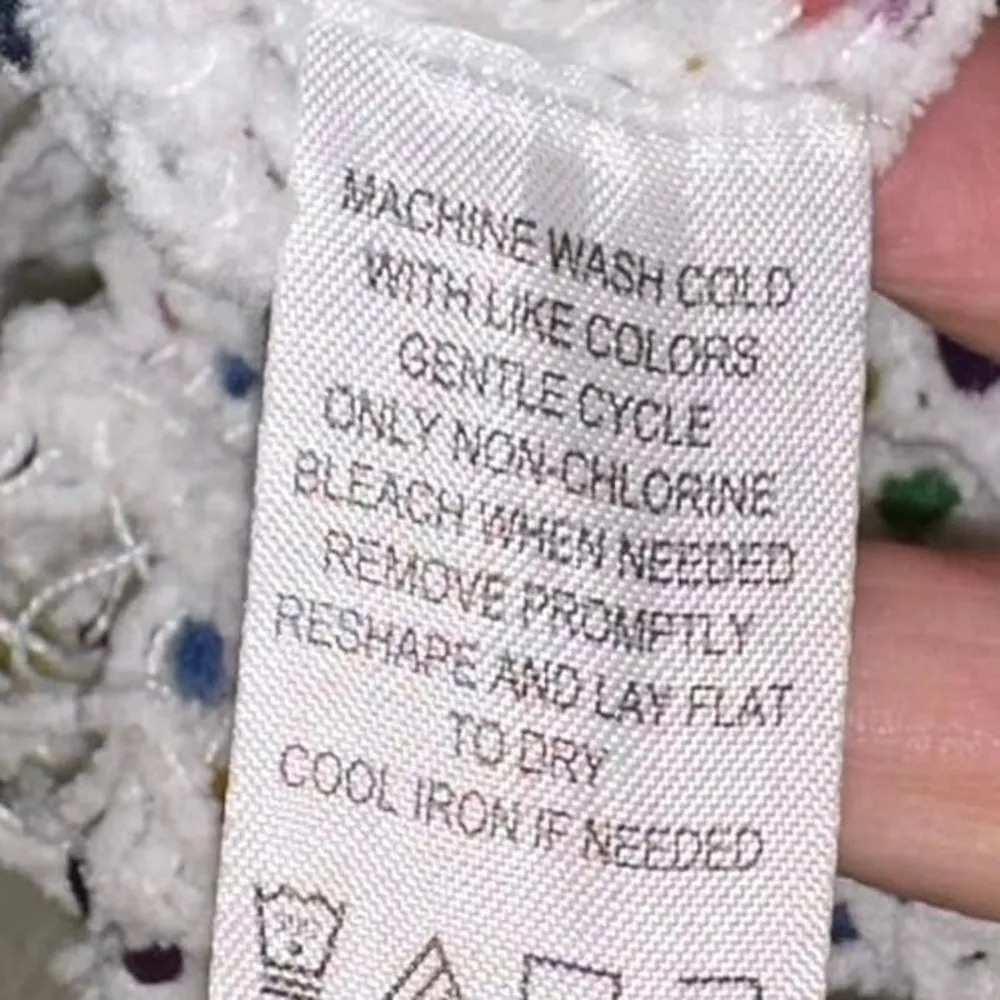 MACHINE WASH COLD
WITH LIKE COLORS
GENTLE CYCLE
ONLY NON-CHLORINE
BLEACH WHEN NEEDED
REMOVE PROMPTLY
RESHAPE AND LAY FLAT
TO DRY
COOL IRON IF NEEDED